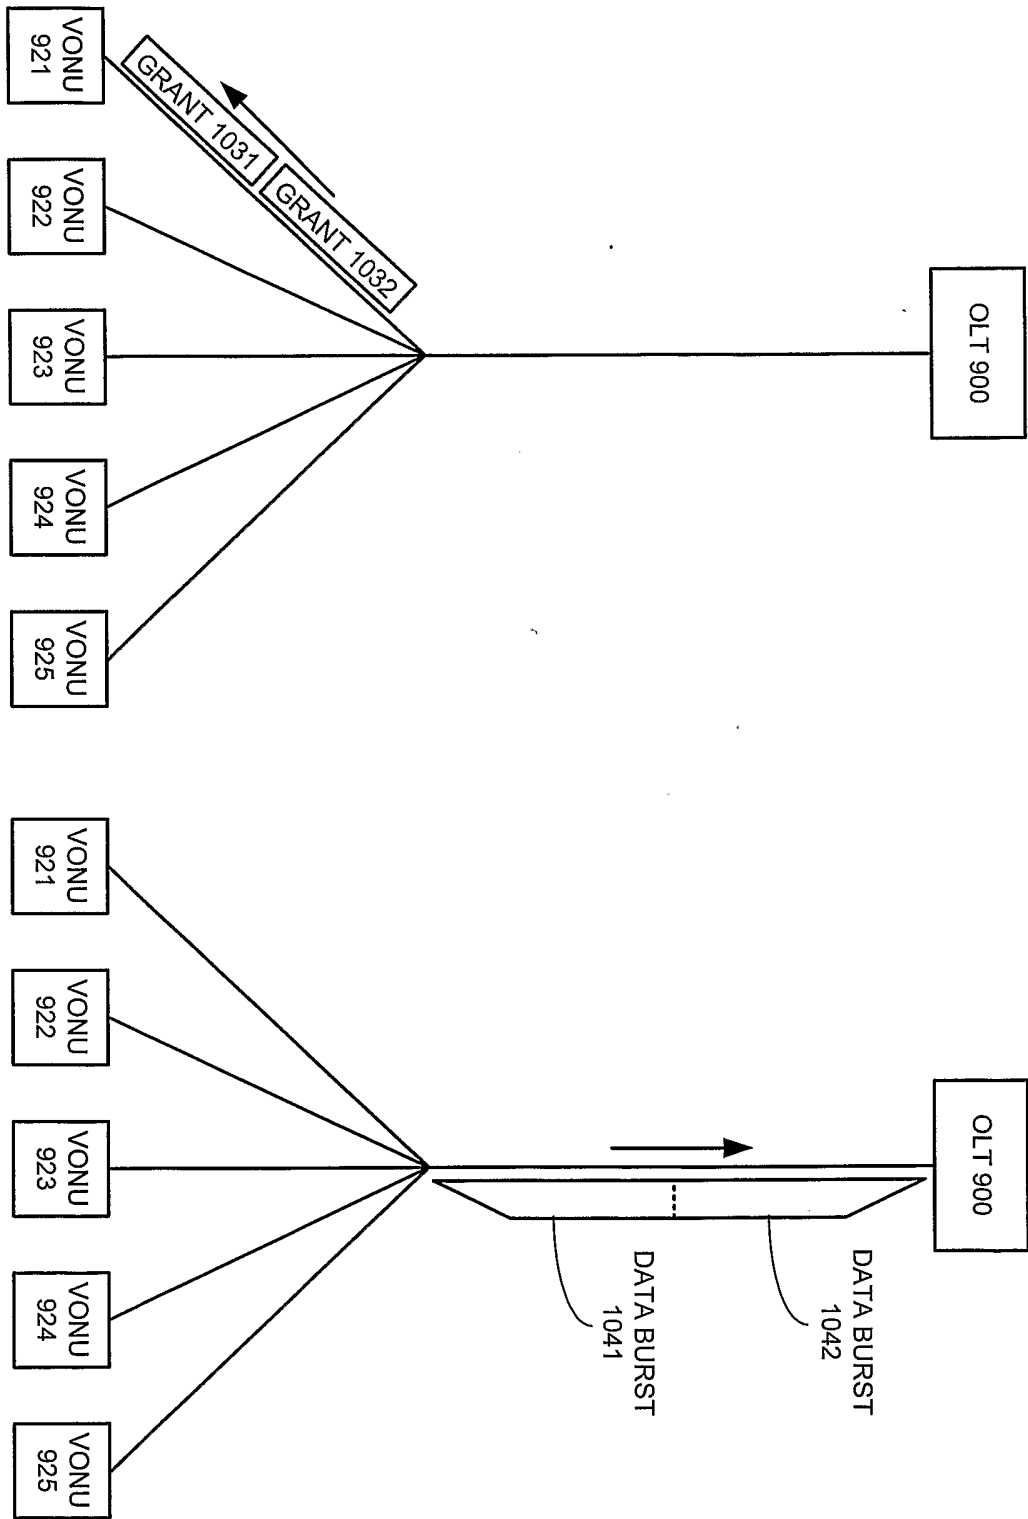 OLT 900
GRANT 1032
GRANT 1031
VONU
921
VONU
922
VONU
923
VONU
924
VONU
925
OLT 900
DATA BURST
1042
DATA BURST
1041
VONU
921
VONU
922
VONU
923
VONU
924
VONU
925